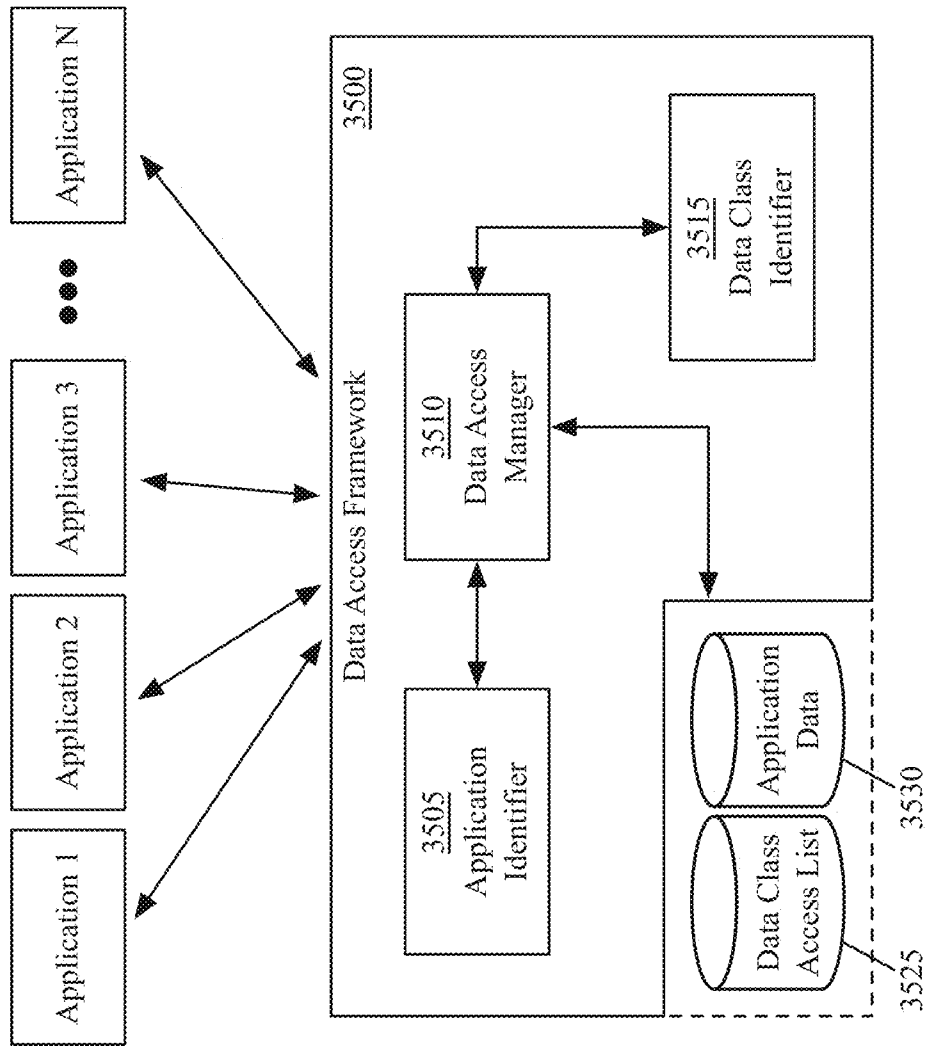 Application 1
Application 2
Application 3
Application N
Data Access Framework
3500
3505
Application
Identifier
3510
Data Access
Manager
3515
Data Class
Identifier
Data Class
Access List
Application
Data
3525
3530